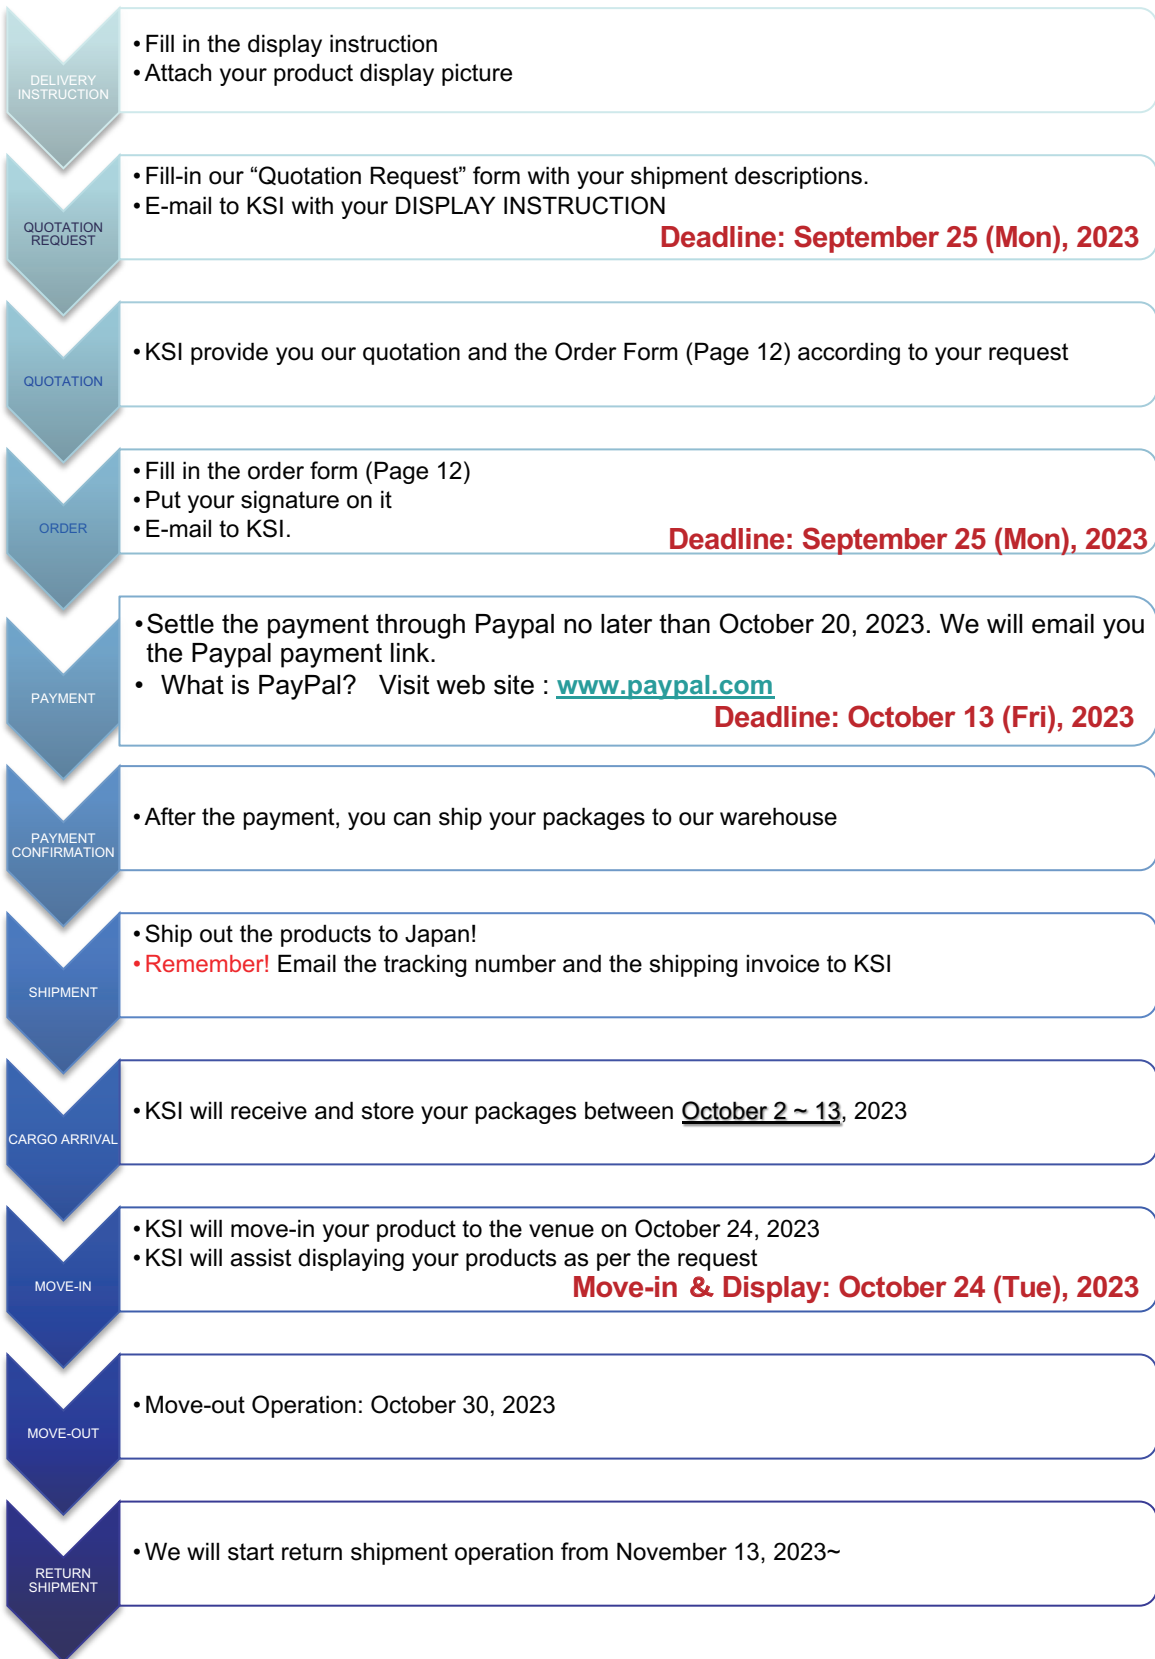 DELIVERY
INSTRUCTION
• Fill in the display instruction
• Attach your product display picture
QUOTATION
REQUEST
• Fill-in our “Quotation Request” form with your shipment descriptions.
• E-mail to KSI with your DISPLAY INSTRUCTION
Deadline: September 25 (Mon), 2023
QUOTATION
• KSI provide you our quotation and the Order Form (Page 12) according to your request
ORDER
• Fill in the order form (Page 12)
• Put your signature on it
• E-mail to KSI.
Deadline: September 25 (Mon), 2023
PAYMENT
• Settle the payment through Paypal no later than October 20, 2023. We will email you
the Paypal payment link.
• What is PayPal? Visit web site : www.paypal.com
Deadline: October 13 (Fri), 2023
PAYMENT
CONFIRMATION
• After the payment, you can ship your packages to our warehouse
SHIPMENT
• Ship out the products to Japan!
• Remember! Email the tracking number and the shipping invoice to KSI
CARGO ARRIVAL
• KSI will receive and store your packages between October 2 ~ 13, 2023
MOVE-IN
• KSI will move-in your product to the venue on October 24, 2023
• KSI will assist displaying your products as per the request
Move-in & Display: October 24 (Tue), 2023
MOVE-OUT
• Move-out Operation: October 30, 2023
RETURN
SHIPMENT
• We will start return shipment operation from November 13, 2023~